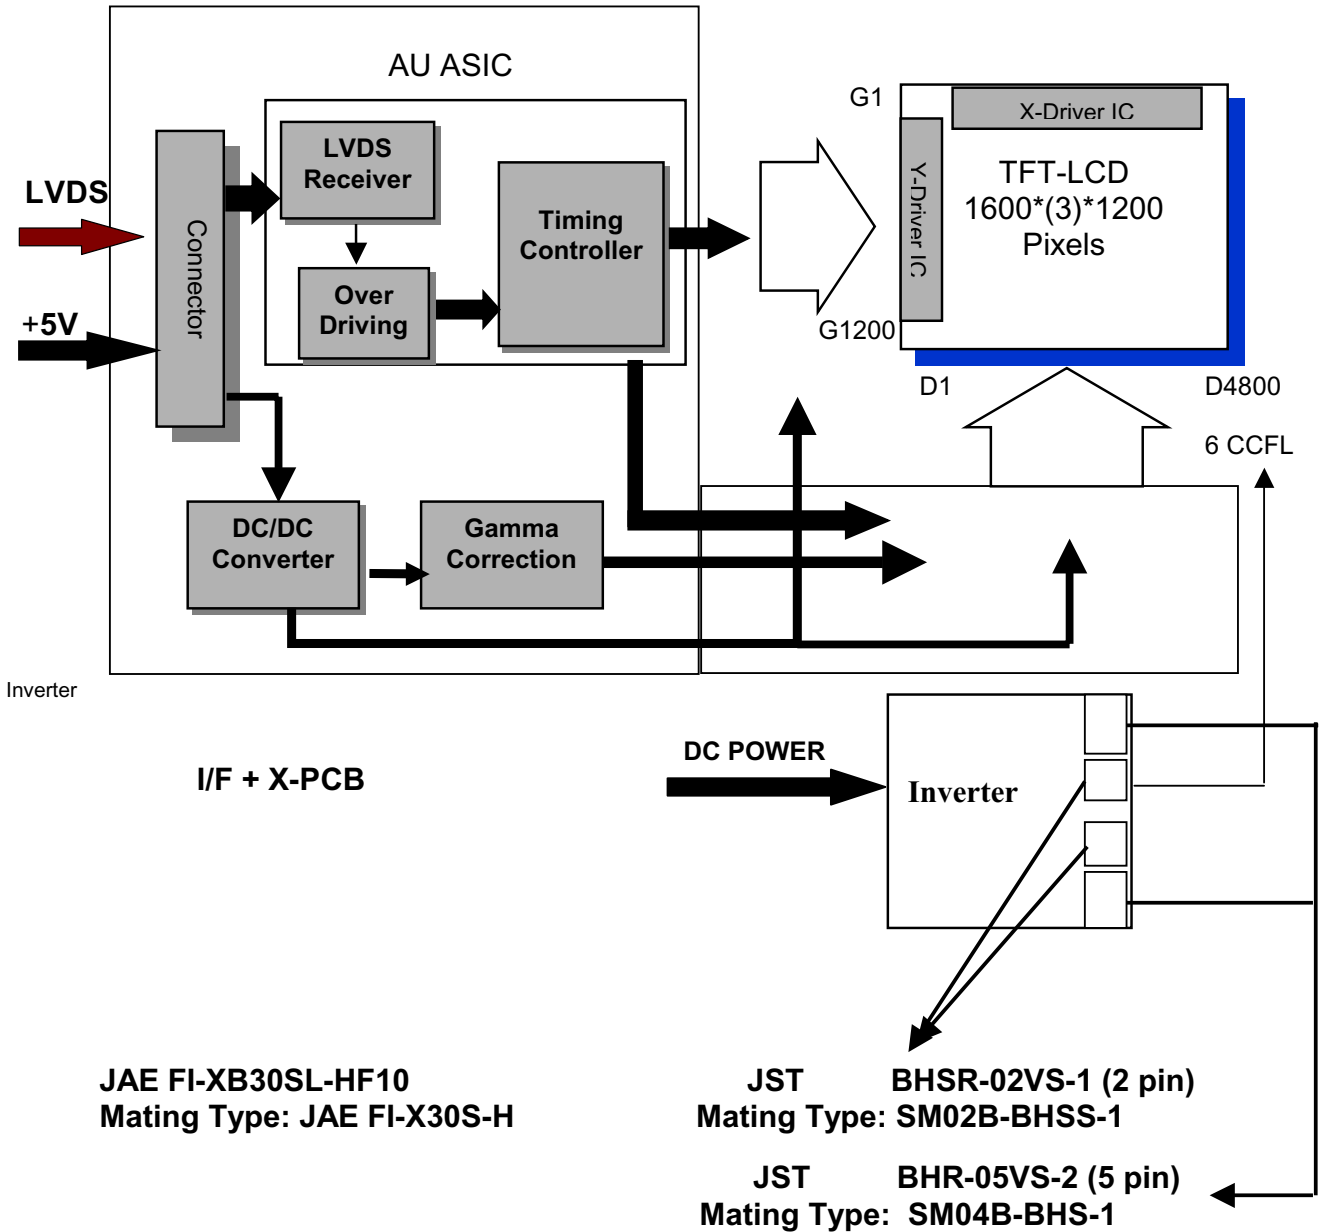 AU ASIC
LVDS
+5V
Connector
LVDS
Receiver
Over
Driving
Timing
Controller
DC/DC
Converter
Gamma
Correction
G1
G1200
X-Driver IC
Y-Driver IC
TFT-LCD
1600*(3)*1200
Pixels
D1
D4800
6 CCFL
Inverter
I/F + X-PCB
DC POWER
Inverter
JAE FI-XB30SL-HF10
Mating Type: JAE FI-X30S-H
JST BHSR-02VS-1 (2 pin)
Mating Type: SM02B-BHSS-1
JST BHR-05VS-2 (5 pin)
Mating Type: SM04B-BHS-1